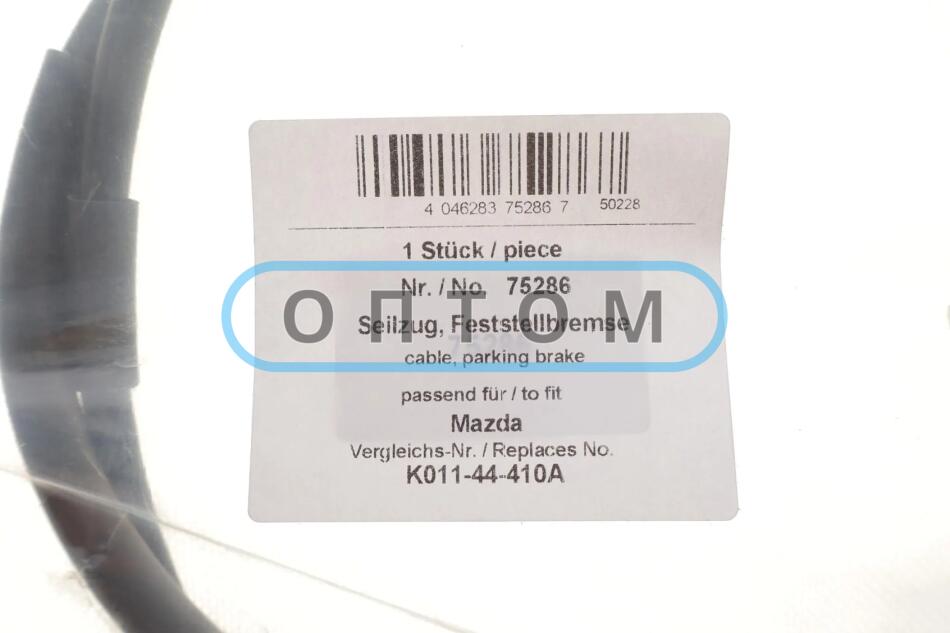 4 046283 75286 7 50228
1 Stück / piece
Nr. / No. 75286
ОПТОМ
Seilzug, Feststellbremse
cable, parking brake
passend für / to fit
Mazda
Vergleichs-Nr. / Replaces No.
K011-44-410A